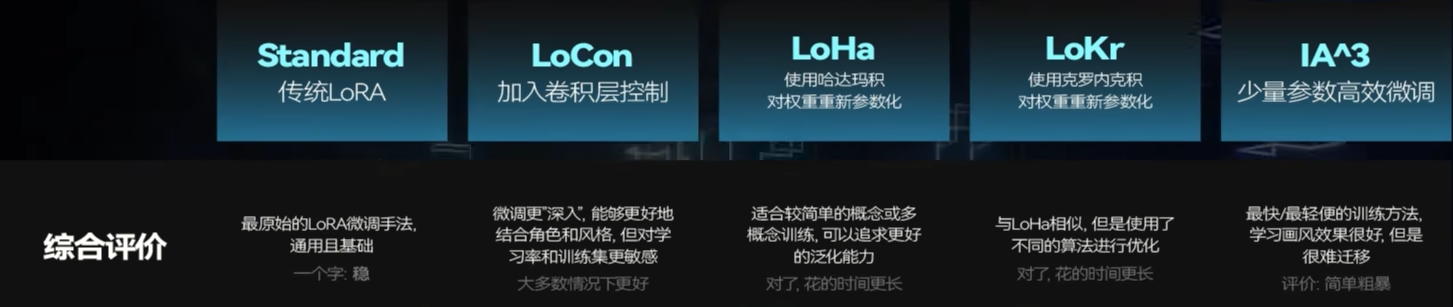 Standard
传统LoRA
LoCon
加入卷积层控制
LoHa
使用哈达玛积
对权重重新参数化
LoKr
使用克罗内克积
对权重重新参数化
IA^3
少量参数高效微调
综合评价
最原始的LoRA微调手法,
通用且基础
一个字: 稳
微调更"深入", 能够更好地
结合角色和风格, 但对学
习率和训练集更敏感
大多数情况下更好
适合较简单的概念或多
概念训练, 可以追求更好
的泛化能力
对了, 花的时间更长
与LoHa相似, 但是使用了
不同的算法进行优化
对了, 花的时间更长
最快/最轻便的训练方法,
学习画风效果很好, 但是
很难迁移
评价: 简单粗暴